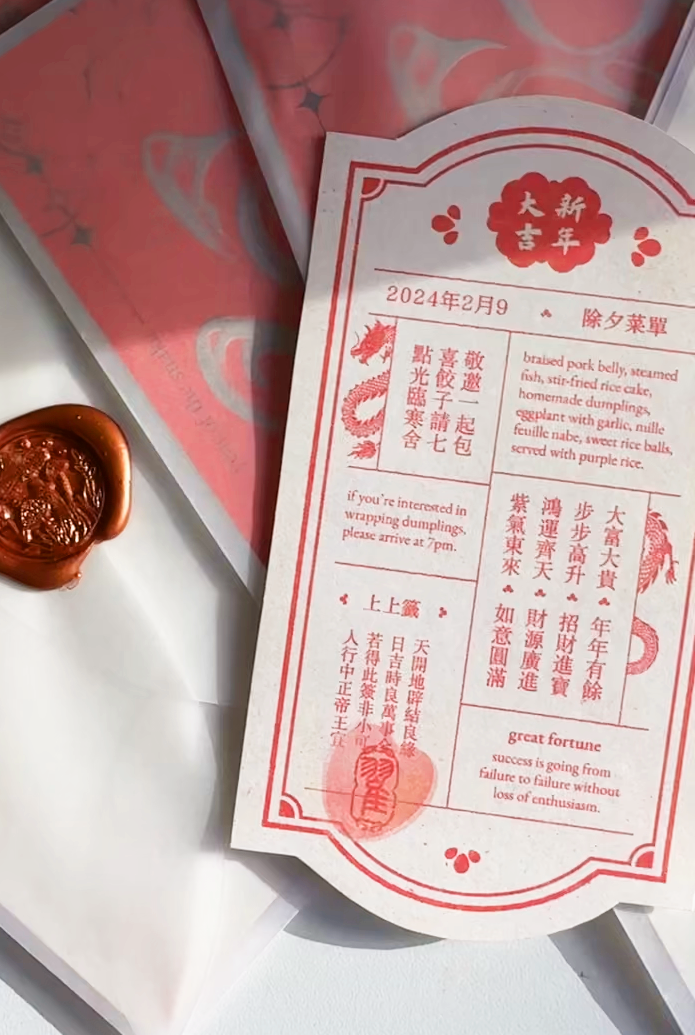 新年
大吉
2024年2月9
除夕菜單
敬邀一起包
喜餃子請七
點光臨寒舍
braised pork belly, steamed
fish, stir-fried rice cake,
homemade dumplings,
eggplant with garlic, mille
feuille nabe, sweet rice balls,
served with purple rice.
if you're interested in
wrapping dumplings,
please arrive at 7pm.
大富大貴 年年有餘
步步高升 招財進寶
鴻運齊天 財源廣進
紫氣東來 如意圓滿
上上籤
天開地辟結良緣
日吉時良萬事
若得此簽非小可
人行中正帝王宣
great fortune
success is going from
failure to failure without
loss of enthusiasm.